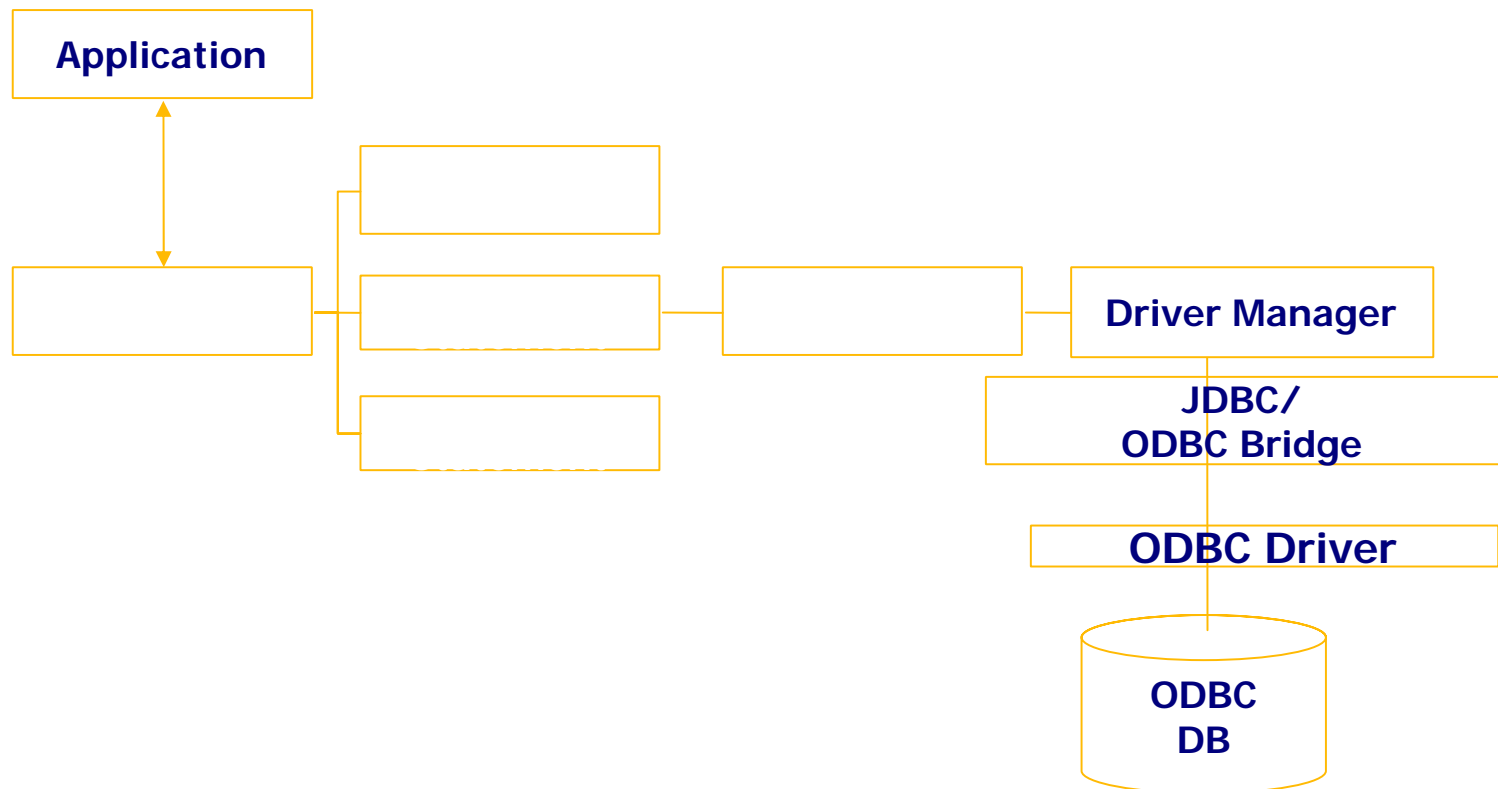 Application
Driver Manager
JDBC/
ODBC Bridge
ODBC Driver
ODBC
DB